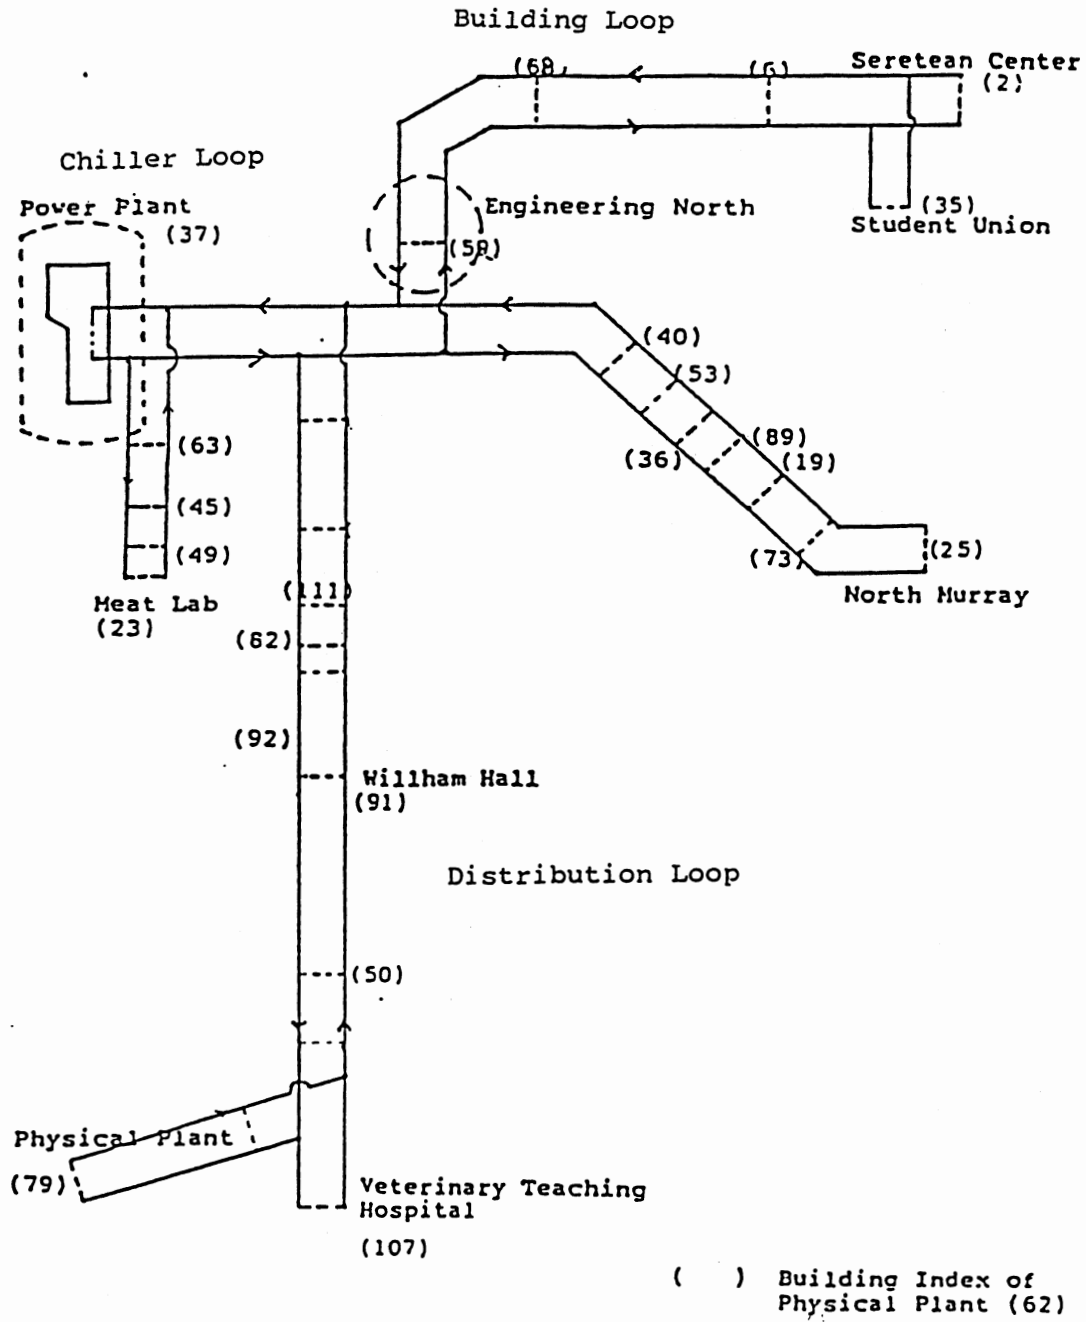 Building Loop
(68)
(6)
Seretean Center
(2)
Chiller Loop
Power Plant
(37)
Engineering North
(58)
(35)
Student Union
(40)
(53)
(89)
(36)
(19)
(63)
(45)
(49)
(73)
(25)
Meat Lab
(23)
North Murray
(111)
(82)
(92)
Willham Hall
(91)
Distribution Loop
(50)
Physical Plant
(79)
Veterinary Teaching
Hospital
(107)
( ) Building Index of
Physical Plant (62)